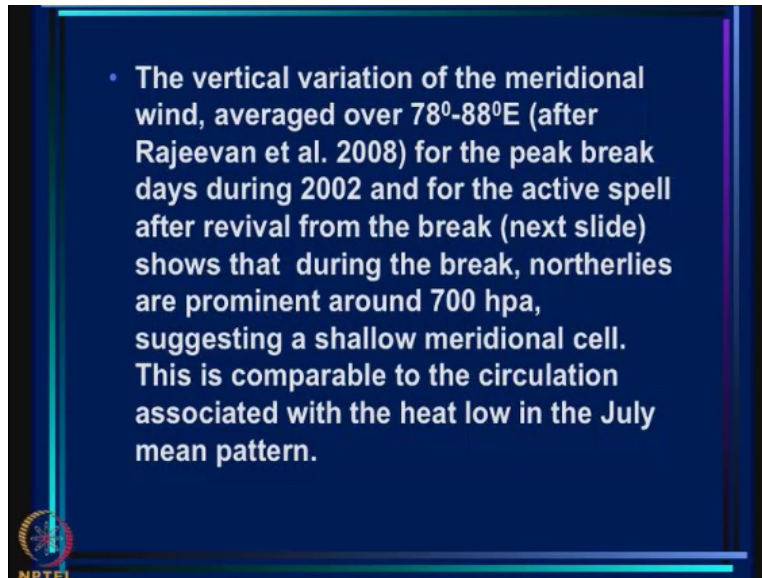 • The vertical variation of the meridional
wind, averaged over 78⁰-88⁰E (after
Rajeevan et al. 2008) for the peak break
days during 2002 and for the active spell
after revival from the break (next slide)
shows that during the break, northerlies
are prominent around 700 hpa,
suggesting a shallow meridional cell.
This is comparable to the circulation
associated with the heat low in the July
mean pattern.
NPTEL